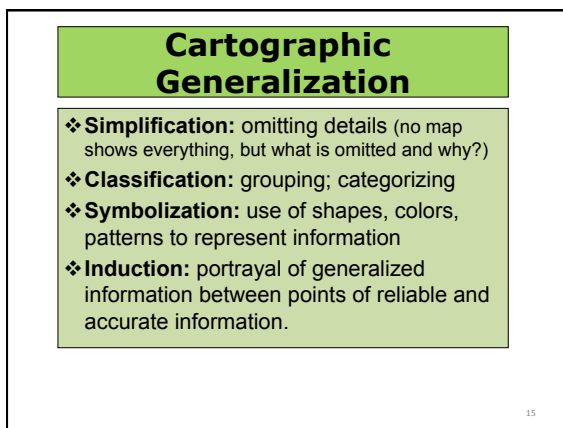 Cartographic
Generalization
❖Simplification: omitting details (no map
shows everything, but what is omitted and why?)
❖Classification: grouping; categorizing
❖Symbolization: use of shapes, colors,
patterns to represent information
❖Induction: portrayal of generalized
information between points of reliable and
accurate information.
15